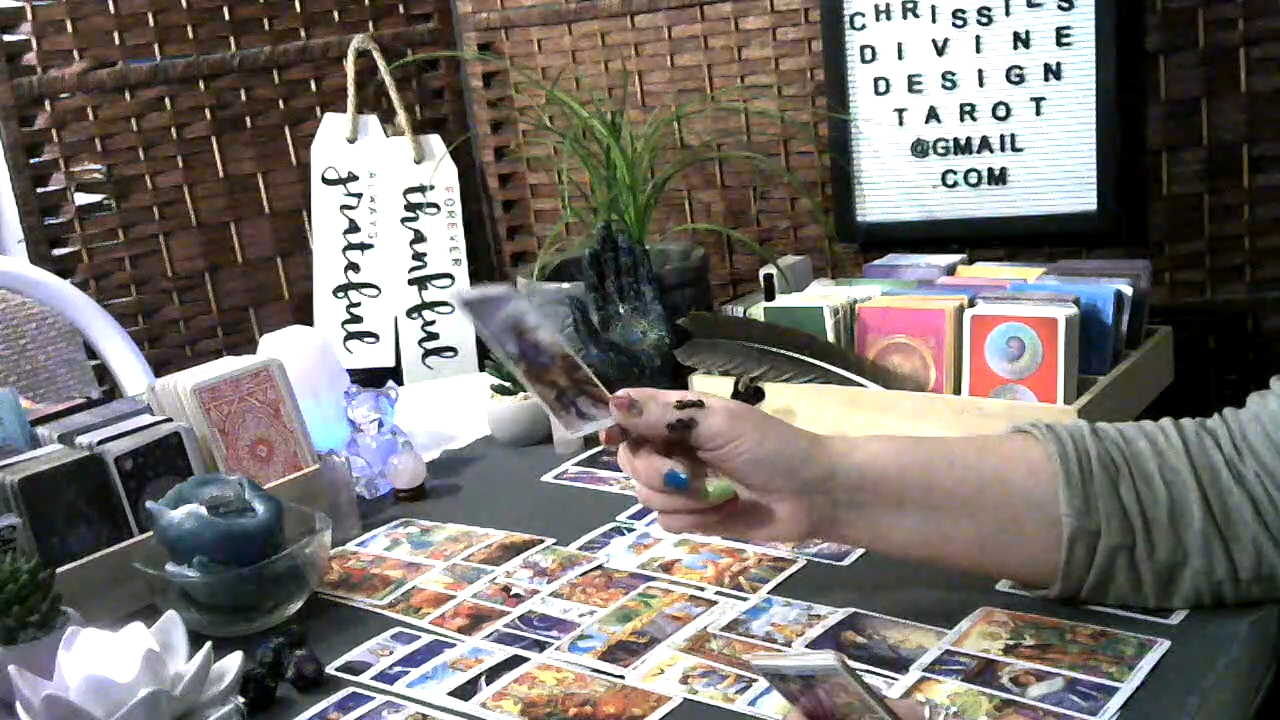 CHRISSIES
DIVINE
DESIGN
TAROT
@GMAIL
COM
ALWAYS
grateful
FOREVER
thankful